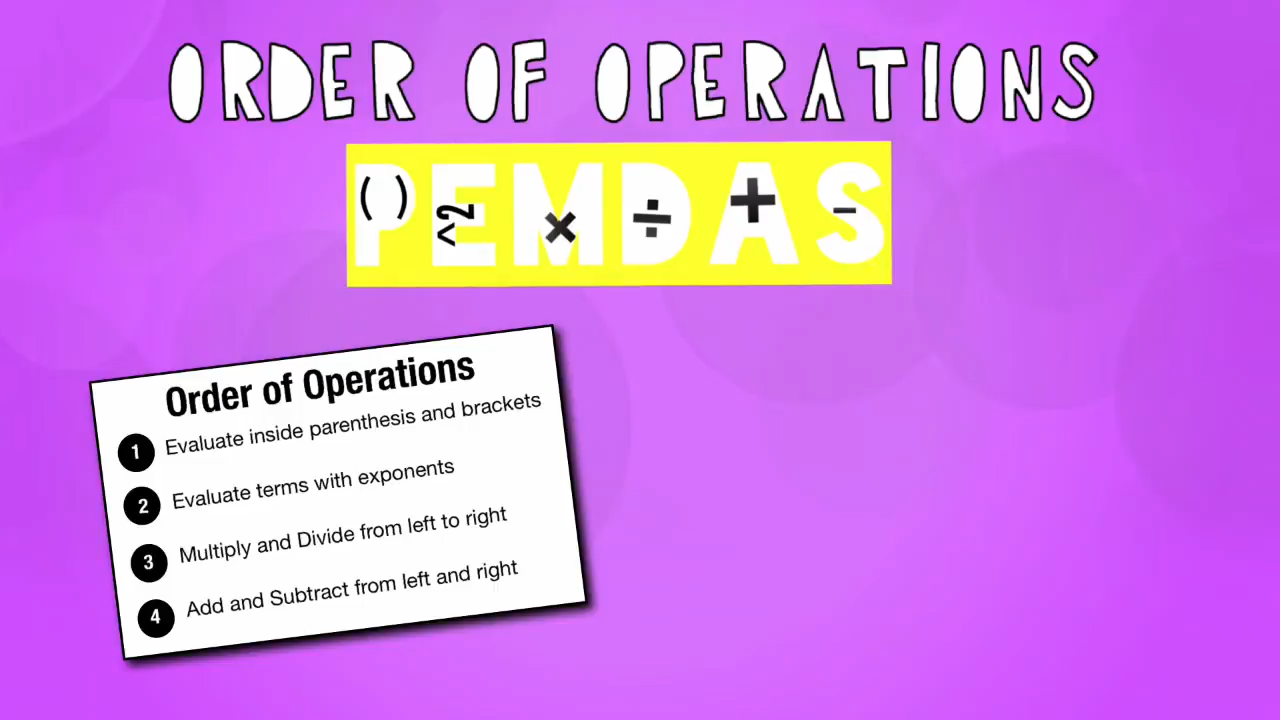 ORDER OF OPERATIONS
PEMDAS
( ) ^2 × ÷ + -
Order of Operations
1 Evaluate inside parenthesis and brackets
2 Evaluate terms with exponents
3 Multiply and Divide from left to right
4 Add and Subtract from left and right